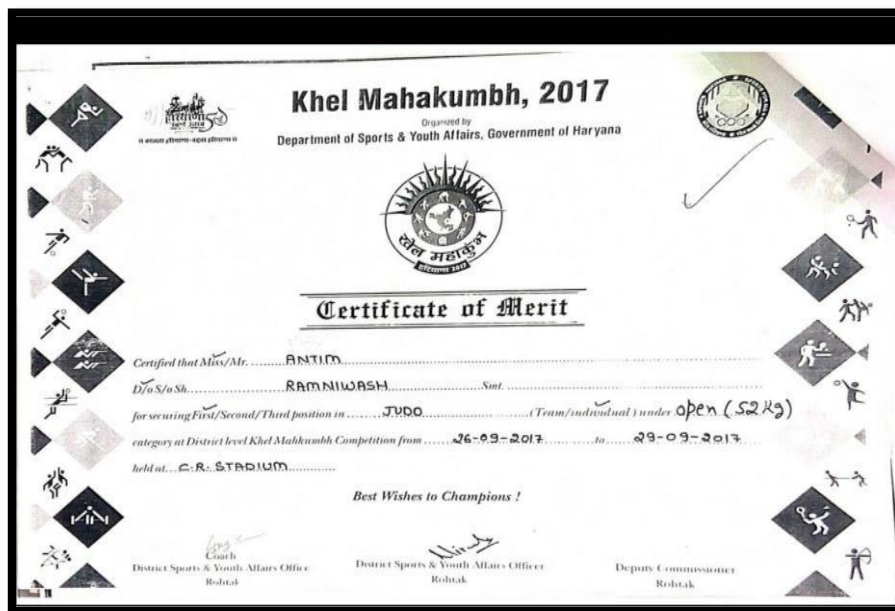 Khel Mahakumbh, 2017
Organized by
Department of Sports & Youth Affairs, Government of Haryana
खेल महाकुंभ
हरियाणा 2017
Certificate of Merit
Certified that Miss/Mr. ANTIM
D/o S/o Sh. RAMNIWASH Smt.
for securing First/Second/Third position in JUDO (Team/individual) under open (52 Kg)
category at District level Khel Mahkumbh Competition from 26-09-2017 to 29-09-2017
held at C.R. STADIUM
Best Wishes to Champions !
Coach
District Sports & Youth Affairs Office
Rohtak
District Sports & Youth Affairs Officer
Rohtak
Deputy Commissioner
Rohtak